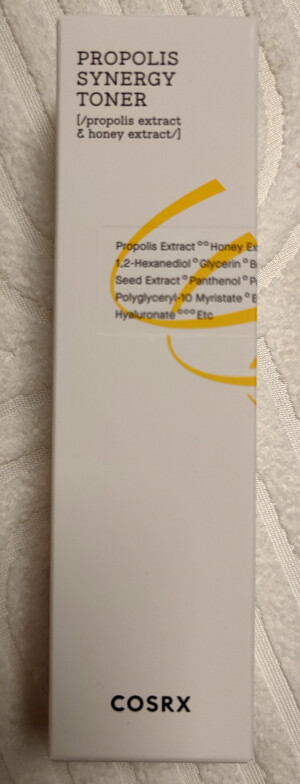 PROPOLIS
SYNERGY
TONER
[/propolis extract
& honey extract/]
Propolis Extract°°Honey Ex
1,2-Hexanediol°Glycerin°B
Seed Extract°Panthenol°P
Polyglyceryl-10 Myristate°
Hyaluronate°°°Etc
COSRX